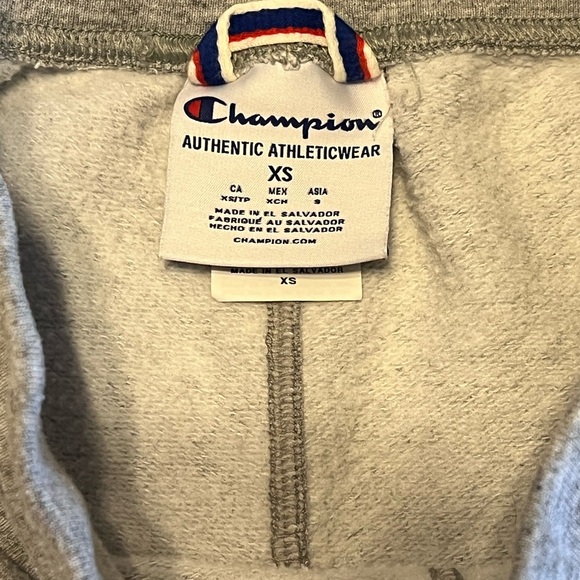 Champion®
AUTHENTIC ATHLETICWEAR
XS
CA MEX ASIA
XS/TP XCH S
MADE IN EL SALVADOR
FABRIQUÉ AU SALVADOR
HECHO EN EL SALVADOR
CHAMPION.COM
MADE IN EL SALVADOR
XS